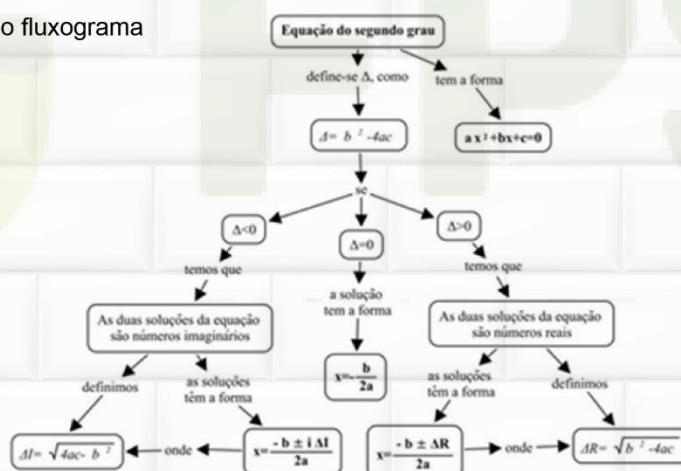 o fluxograma
Equação do segundo grau
define-se Δ, como
tem a forma
Δ= b ² -4ac
a x²+bx+c=0
se
Δ<0
Δ=0
Δ>0
temos que
temos que
a solução
tem a forma
As duas soluções da equação
são números imaginários
As duas soluções da equação
são números reais
x=-b/2a
definimos
as soluções
têm a forma
as soluções
têm a forma
definimos
ΔI= √4ac- b ²
onde
x= - b ± i ΔI / 2a
x= - b ± ΔR / 2a
onde
ΔR= √b ² -4ac